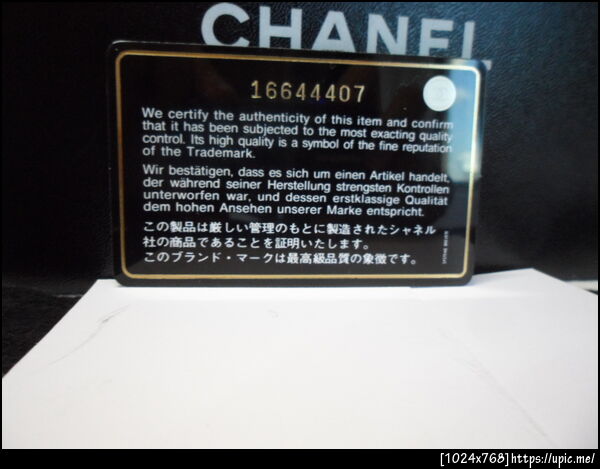 CHANEL
16644407
We certify the authenticity of this item and confirm
that it has been subjected to the most exacting quality
control. Its high quality is a symbol of the fine reputation
of the Trademark.
Wir bestätigen, dass es sich um einen Artikel handelt,
der während seiner Herstellung strengsten Kontrollen
unterworfen war, und dessen erstklassige Qualität
dem hohen Ansehen unserer Marke entspricht.
この製品は厳しい管理のもとに製造されたシャネル
社の商品であることを証明いたします。
このブランド・マークは最高級品質の象徴です。
[1024x768]https://upic.me/